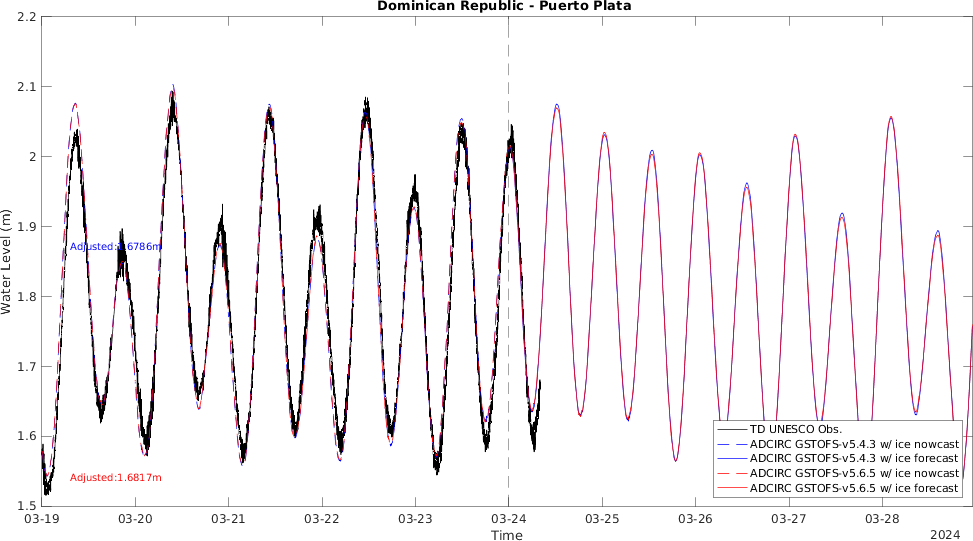 Dominican Republic - Puerto Plata
2.2
2.1
2
1.9
1.8
1.7
1.6
1.5
Water Level (m)
Adjusted:1.6786m
Adjusted:1.6817m
TD UNESCO Obs.
ADCIRC GSTOFS-v5.4.3 w/ ice nowcast
ADCIRC GSTOFS-v5.4.3 w/ ice forecast
ADCIRC GSTOFS-v5.6.5 w/ ice nowcast
ADCIRC GSTOFS-v5.6.5 w/ ice forecast
03-19 03-20 03-21 03-22 03-23 03-24 03-25 03-26 03-27 03-28
Time
2024